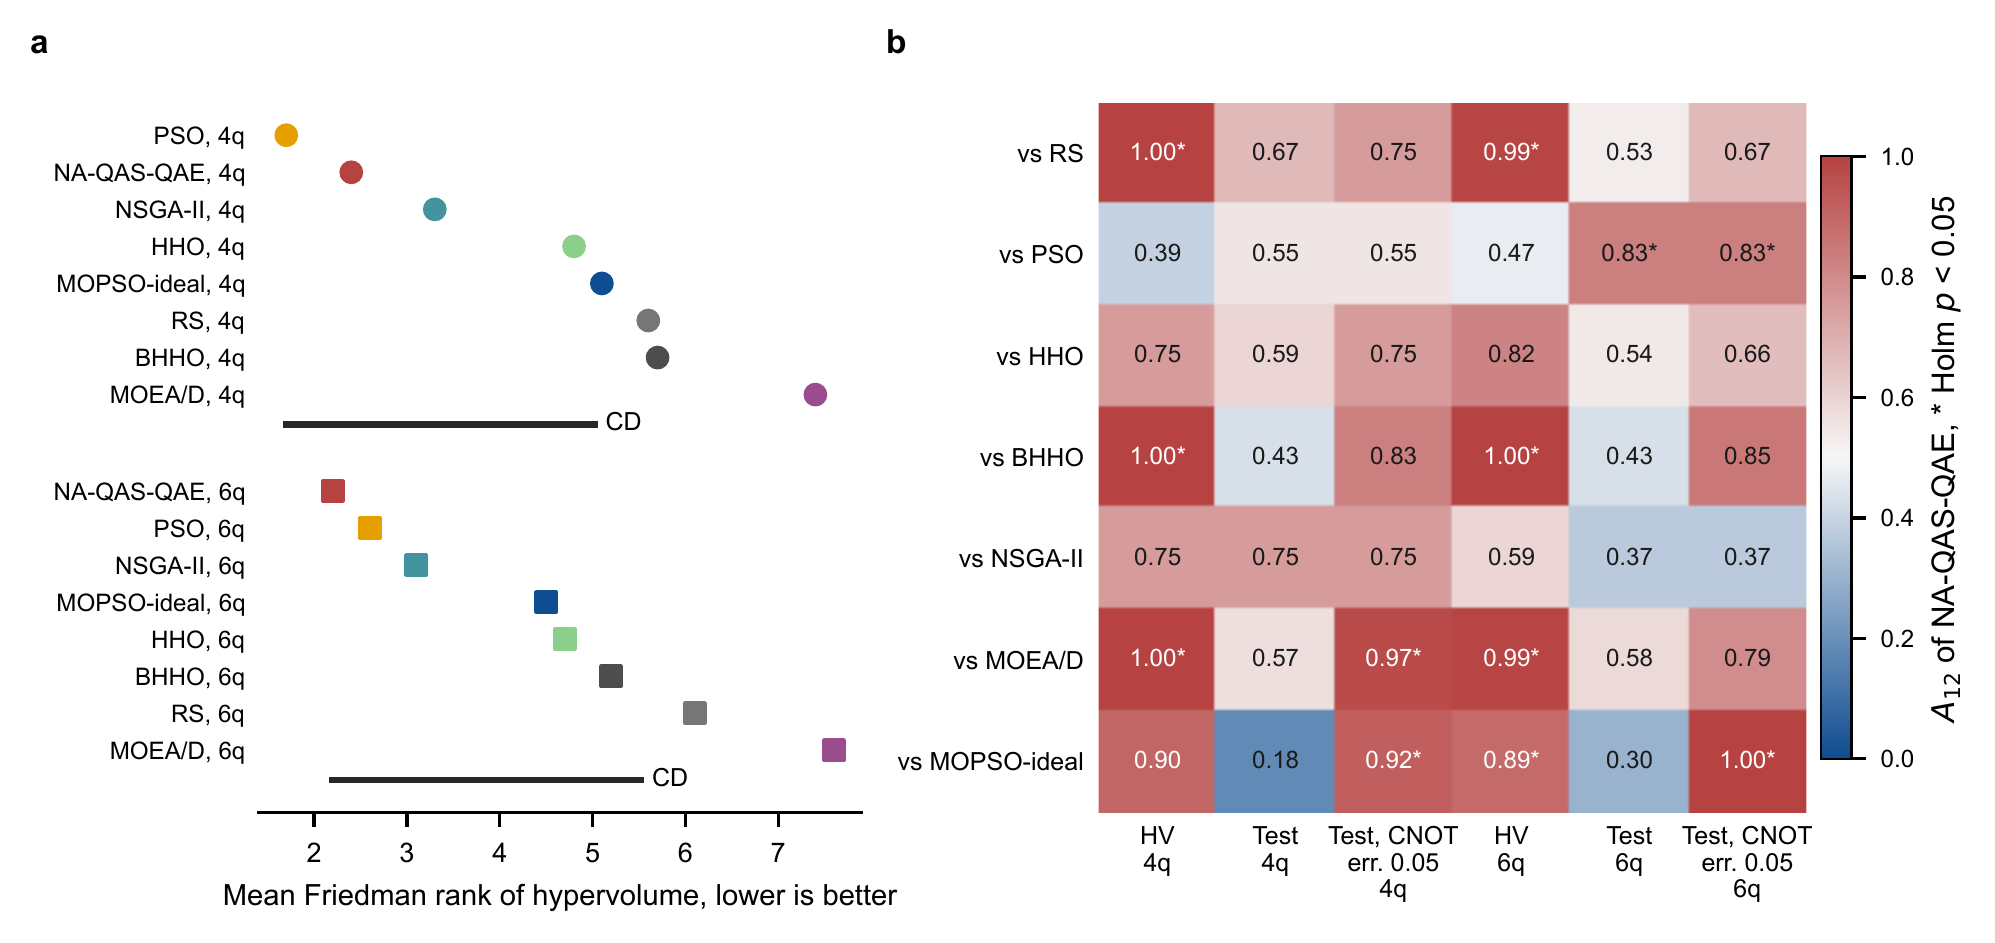 a
PSO, 4q
NA-QAS-QAE, 4q
NSGA-II, 4q
HHO, 4q
MOPSO-ideal, 4q
RS, 4q
BHHO, 4q
MOEA/D, 4q
CD
NA-QAS-QAE, 6q
PSO, 6q
NSGA-II, 6q
MOPSO-ideal, 6q
HHO, 6q
BHHO, 6q
RS, 6q
MOEA/D, 6q
CD
2 3 4 5 6 7
Mean Friedman rank of hypervolume, lower is better
b
vs RS 1.00* 0.67 0.75 0.99* 0.53 0.67
vs PSO 0.39 0.55 0.55 0.47 0.83* 0.83*
vs HHO 0.75 0.59 0.75 0.82 0.54 0.66
vs BHHO 1.00* 0.43 0.83 1.00* 0.43 0.85
vs NSGA-II 0.75 0.75 0.75 0.59 0.37 0.37
vs MOEA/D 1.00* 0.57 0.97* 0.99* 0.58 0.79
vs MOPSO-ideal 0.90 0.18 0.92* 0.89* 0.30 1.00*
HV
4q
Test
4q
Test, CNOT
err. 0.05
4q
HV
6q
Test
6q
Test, CNOT
err. 0.05
6q
1.0
0.8
0.6
0.4
0.2
0.0
A₁₂ of NA-QAS-QAE, * Holm p < 0.05